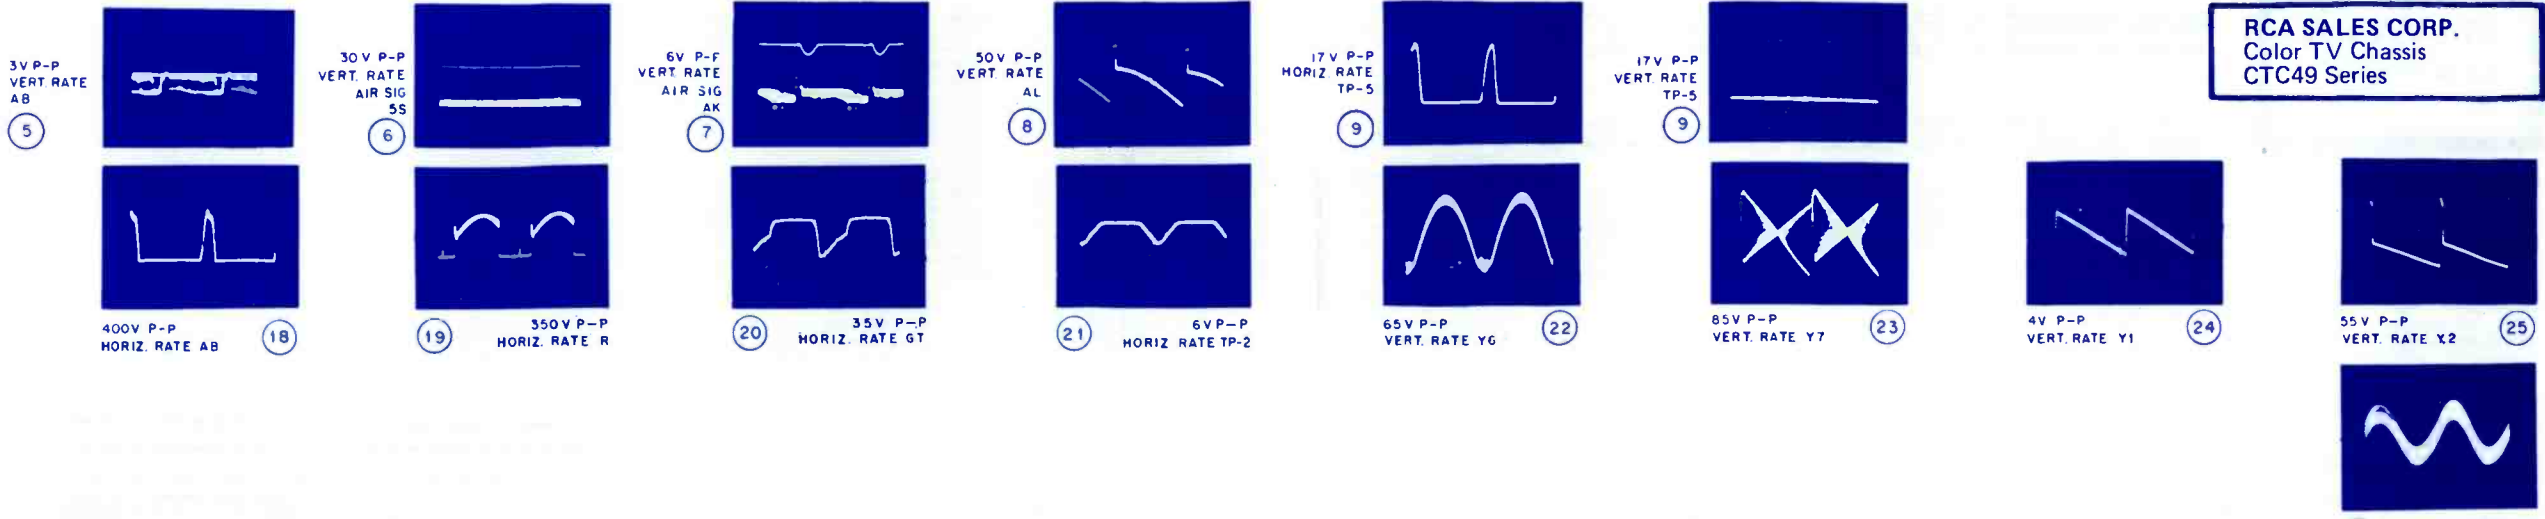 3V P-P
VERT. RATE
AB
5
30V P-P
VERT. RATE
AIR SIG
5S
6
6V P-F
VERT RATE
AIR SIG
AK
7
50V P-P
VERT. RATE
AL
8
17V P-P
HORIZ. RATE
TP-5
9
17V P-P
VERT. RATE
TP-5
9
RCA SALES CORP.
Color TV Chassis
CTC49 Series
400V P-P
HORIZ. RATE AB
18
19
350V P-P
HORIZ. RATE R
20
35V P-P
HORIZ. RATE GT
21
6V P-P
HORIZ RATE TP-2
65V P-P
VERT. RATE Y6
22
85V P-P
VERT. RATE Y7
23
4V P-P
VERT. RATE Y1
24
55V P-P
VERT. RATE X2
25